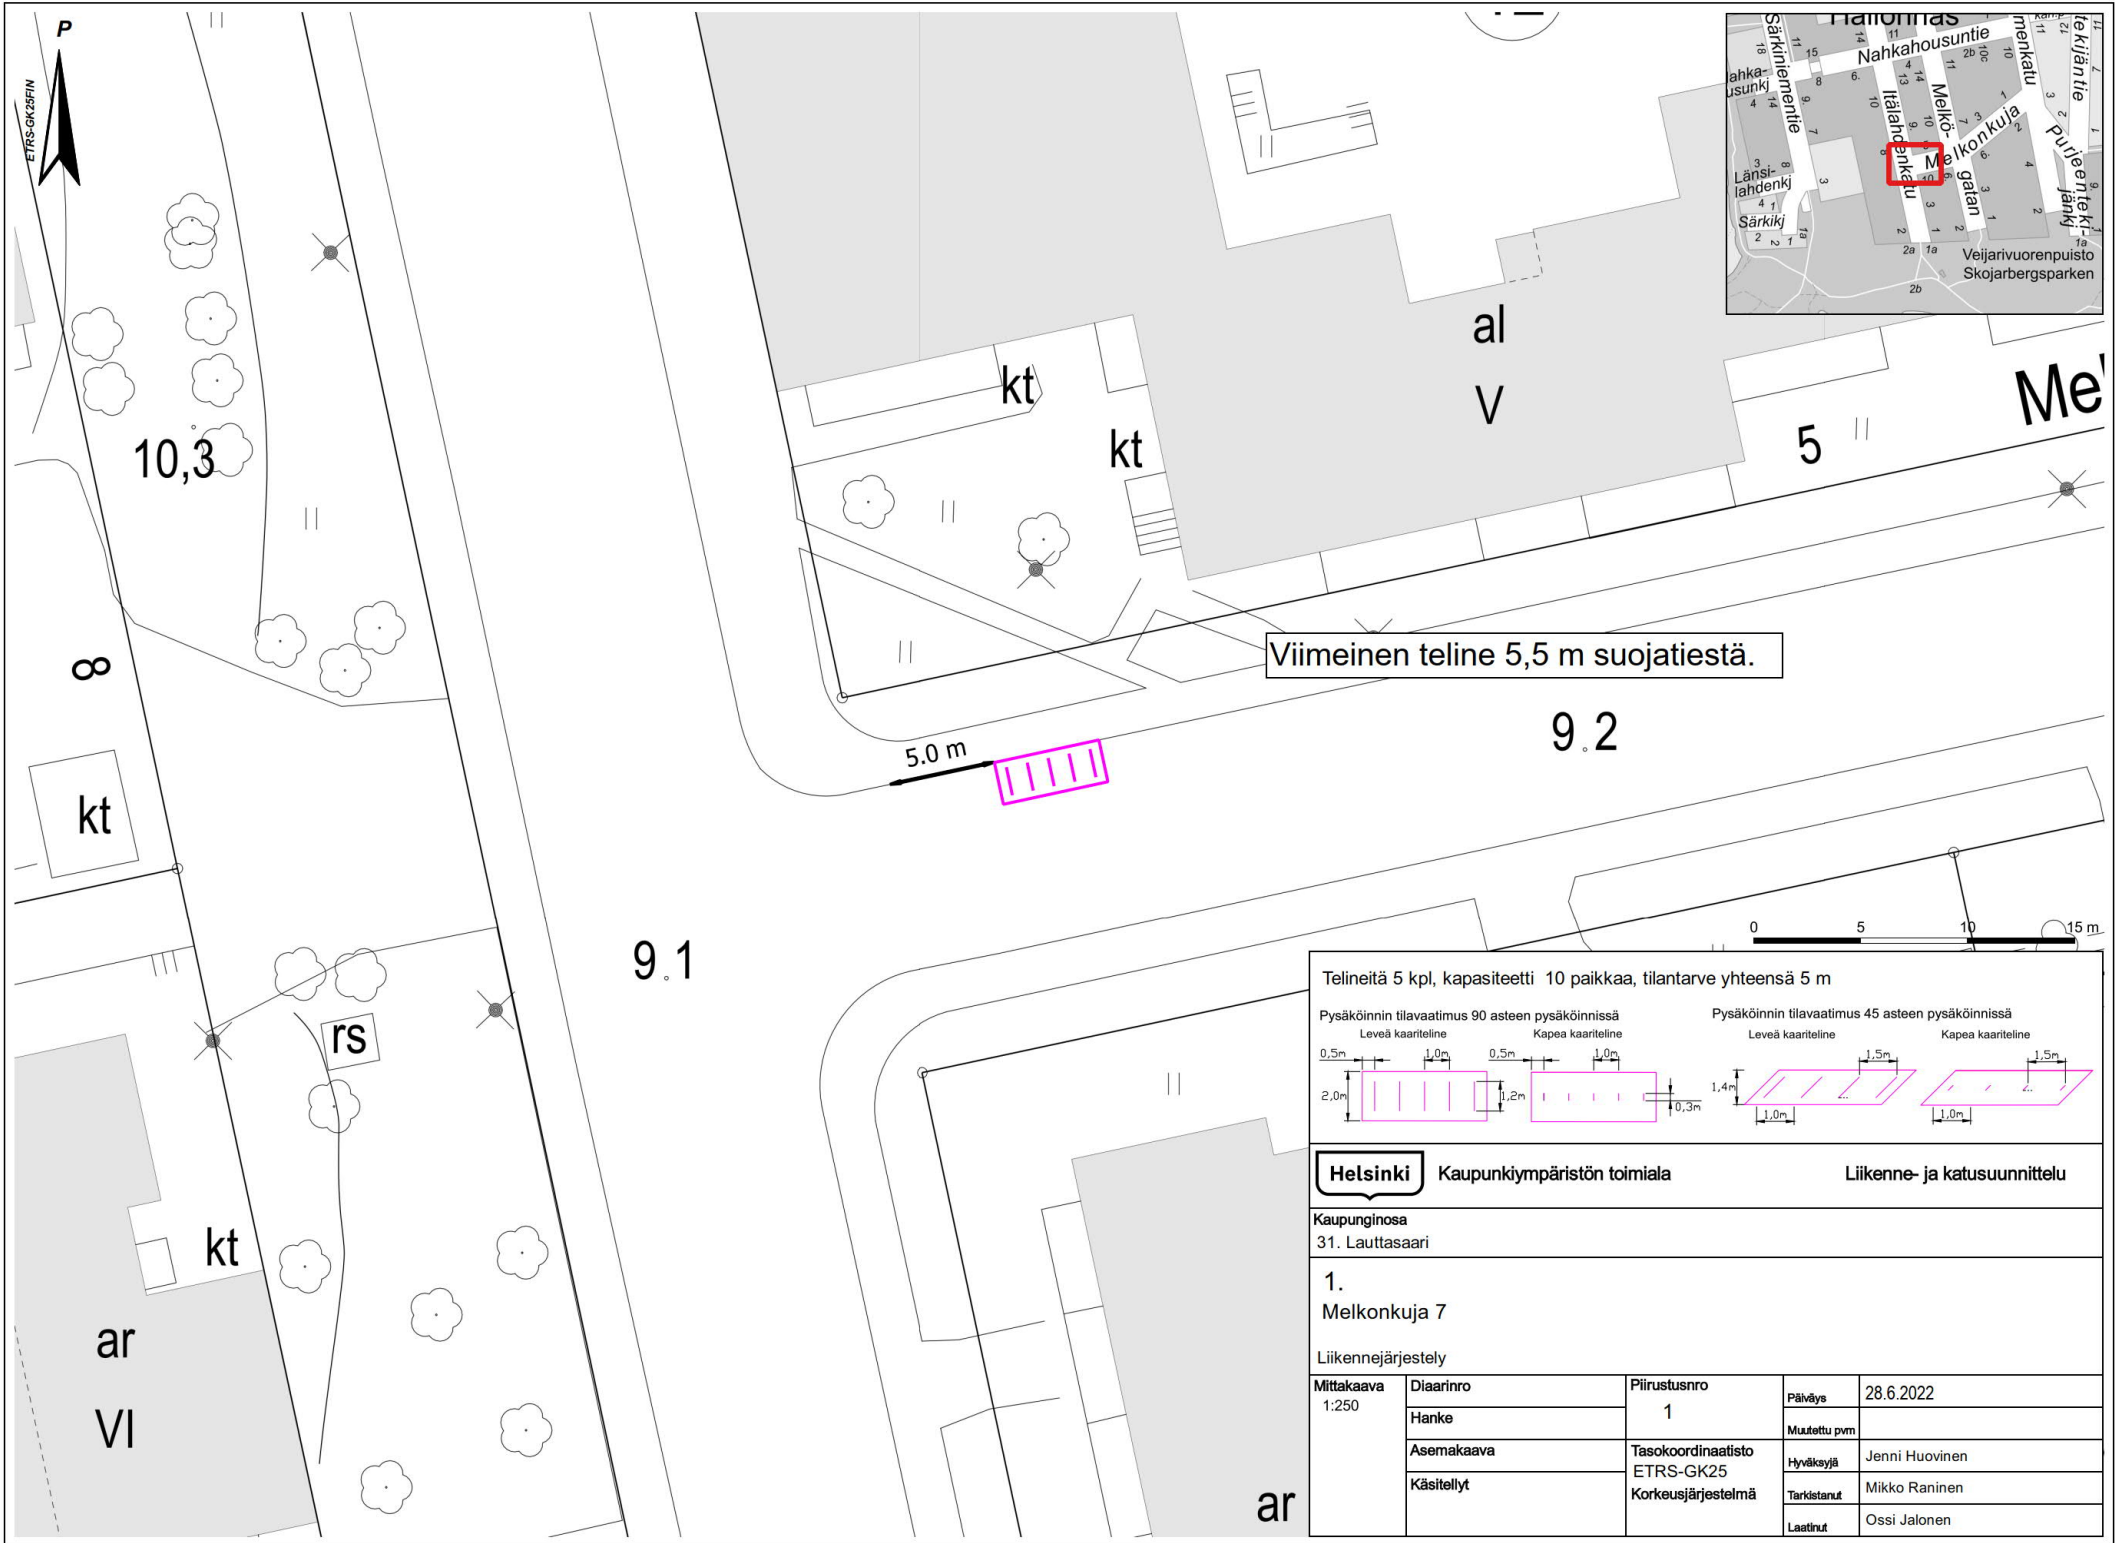 P
ETRS-GK25FIN
10,3
8
kt
kt
kt
al
V
5
9.2
Viimeinen teline 5,5 m suojatiestä.
5.0 m
9.1
kt
rs
kt
ar
VI
ar
Nahkahousuntie
Särkiniementie
Länsi-
lahdenkj
Särkikj
Itälahdenkatu
Melkö-
gatan
Melkonkuja
Purjeenteki-
jänkj
tekijäntie
menkatu
Veijarivuorenpuisto
Skojarbergsparken
0 5 10 15 m
Telineitä 5 kpl, kapasiteetti 10 paikkaa, tilantarve yhteensä 5 m
Pysäköinnin tilavaatimus 90 asteen pysäköinnissä
Leveä kaariteline Kapea kaariteline
0,5m 1,0m 0,5m 1,0m
2,0m 1,2m 0,3m
Pysäköinnin tilavaatimus 45 asteen pysäköinnissä
Leveä kaariteline Kapea kaariteline
1,5m 1,5m
1,4m
1,0m 1,0m
Helsinki Kaupunkiympäristön toimiala Liikenne- ja katusuunnittelu
Kaupunginosa
31. Lauttasaari
1.
Melkonkuja 7
Liikennejärjestely
Mittakaava
1:250
Diaarinro
Hanke
Asemakaava
Käsitellyt
Piirustusnro
1
Tasokoordinaatisto
ETRS-GK25
Korkeusjärjestelmä
Päiväys 28.6.2022
Muutettu pvm
Hyväksyjä Jenni Huovinen
Tarkistanut Mikko Raninen
Laatinut Ossi Jalonen